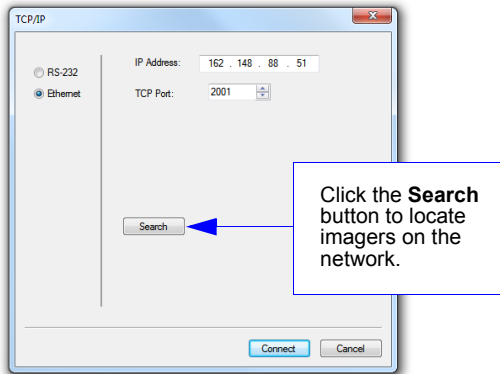 TCP/IP
RS-232
Ethernet
IP Address: 162 . 148 . 88 . 51
TCP Port: 2001
Search
Click the Search
button to locate
imagers on the
network.
Connect Cancel